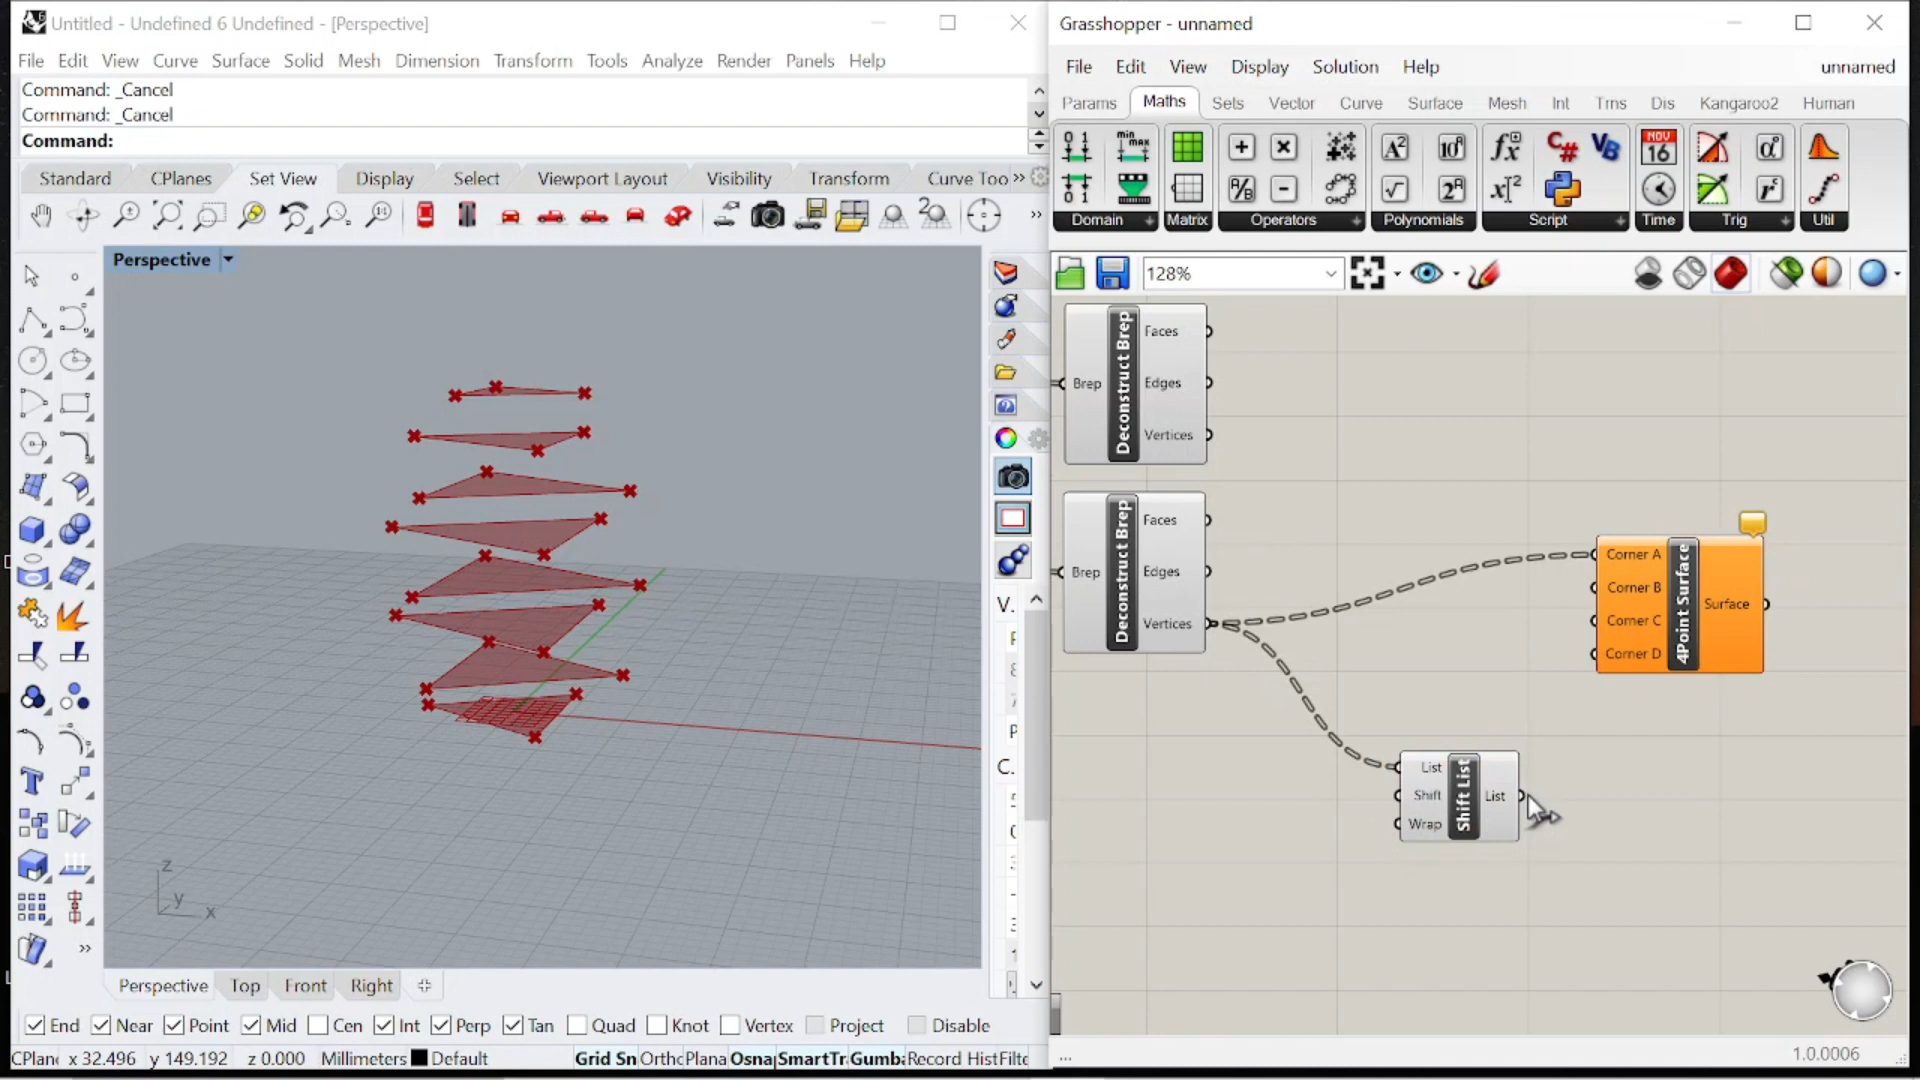 Untitled - Undefined 6 Undefined - [Perspective]
File Edit View Curve Surface Solid Mesh Dimension Transform Tools Analyze Render Panels Help
Command: _Cancel
Command: _Cancel
Command:
Standard CPlanes Set View Display Select Viewport Layout Visibility Transform Curve Too
Perspective
z
y
x
V.
C.
Perspective Top Front Right
End Near Point Mid Cen Int Perp Tan Quad Knot Vertex Project Disable
CPlan x 32.496 y 149.192 z 0.000 Millimeters Default Grid Sn Ortho Plana Osna SmartTr Gumba Record Hist Filte
Grasshopper - unnamed
File Edit View Display Solution Help unnamed
Params Maths Sets Vector Curve Surface Mesh Int Trns Dis Kangaroo2 Human
Domain Matrix Operators Polynomials Script Time Trig Util
128%
Brep Deconstruct Brep Faces
Edges
Vertices
Brep Deconstruct Brep Faces
Edges
Vertices
Corner A
Corner B
Corner C
Corner D
4Point Surface
Surface
List
Shift
Wrap
Shift List
List
...
1.0.0006